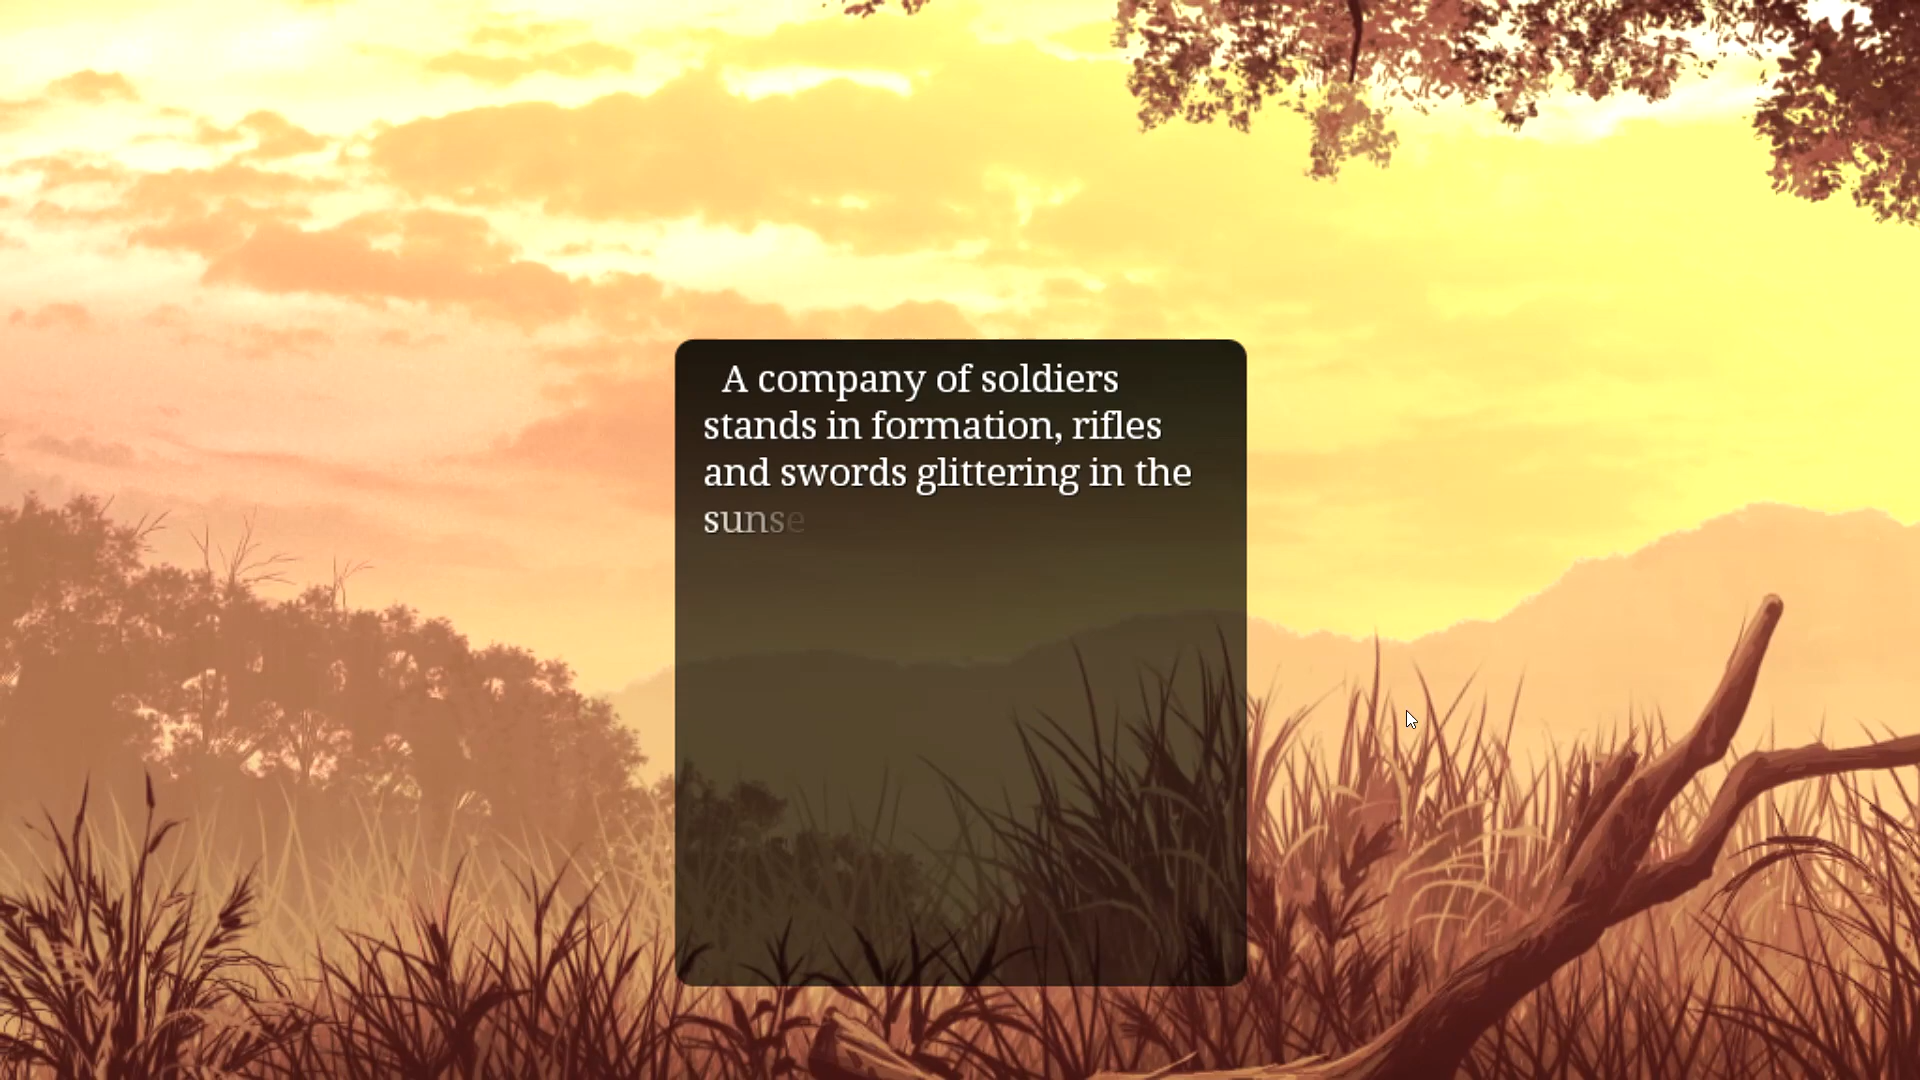 A company of soldiers
stands in formation, rifles
and swords glittering in the
sunse